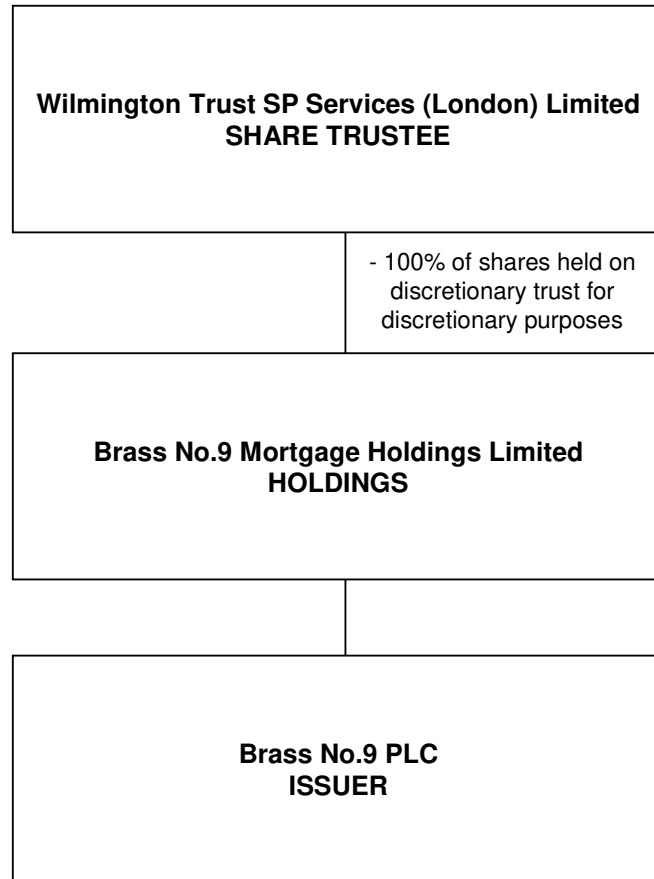 Wilmington Trust SP Services (London) Limited
SHARE TRUSTEE
- 100% of shares held on
discretionary trust for
discretionary purposes
Brass No.9 Mortgage Holdings Limited
HOLDINGS
Brass No.9 PLC
ISSUER